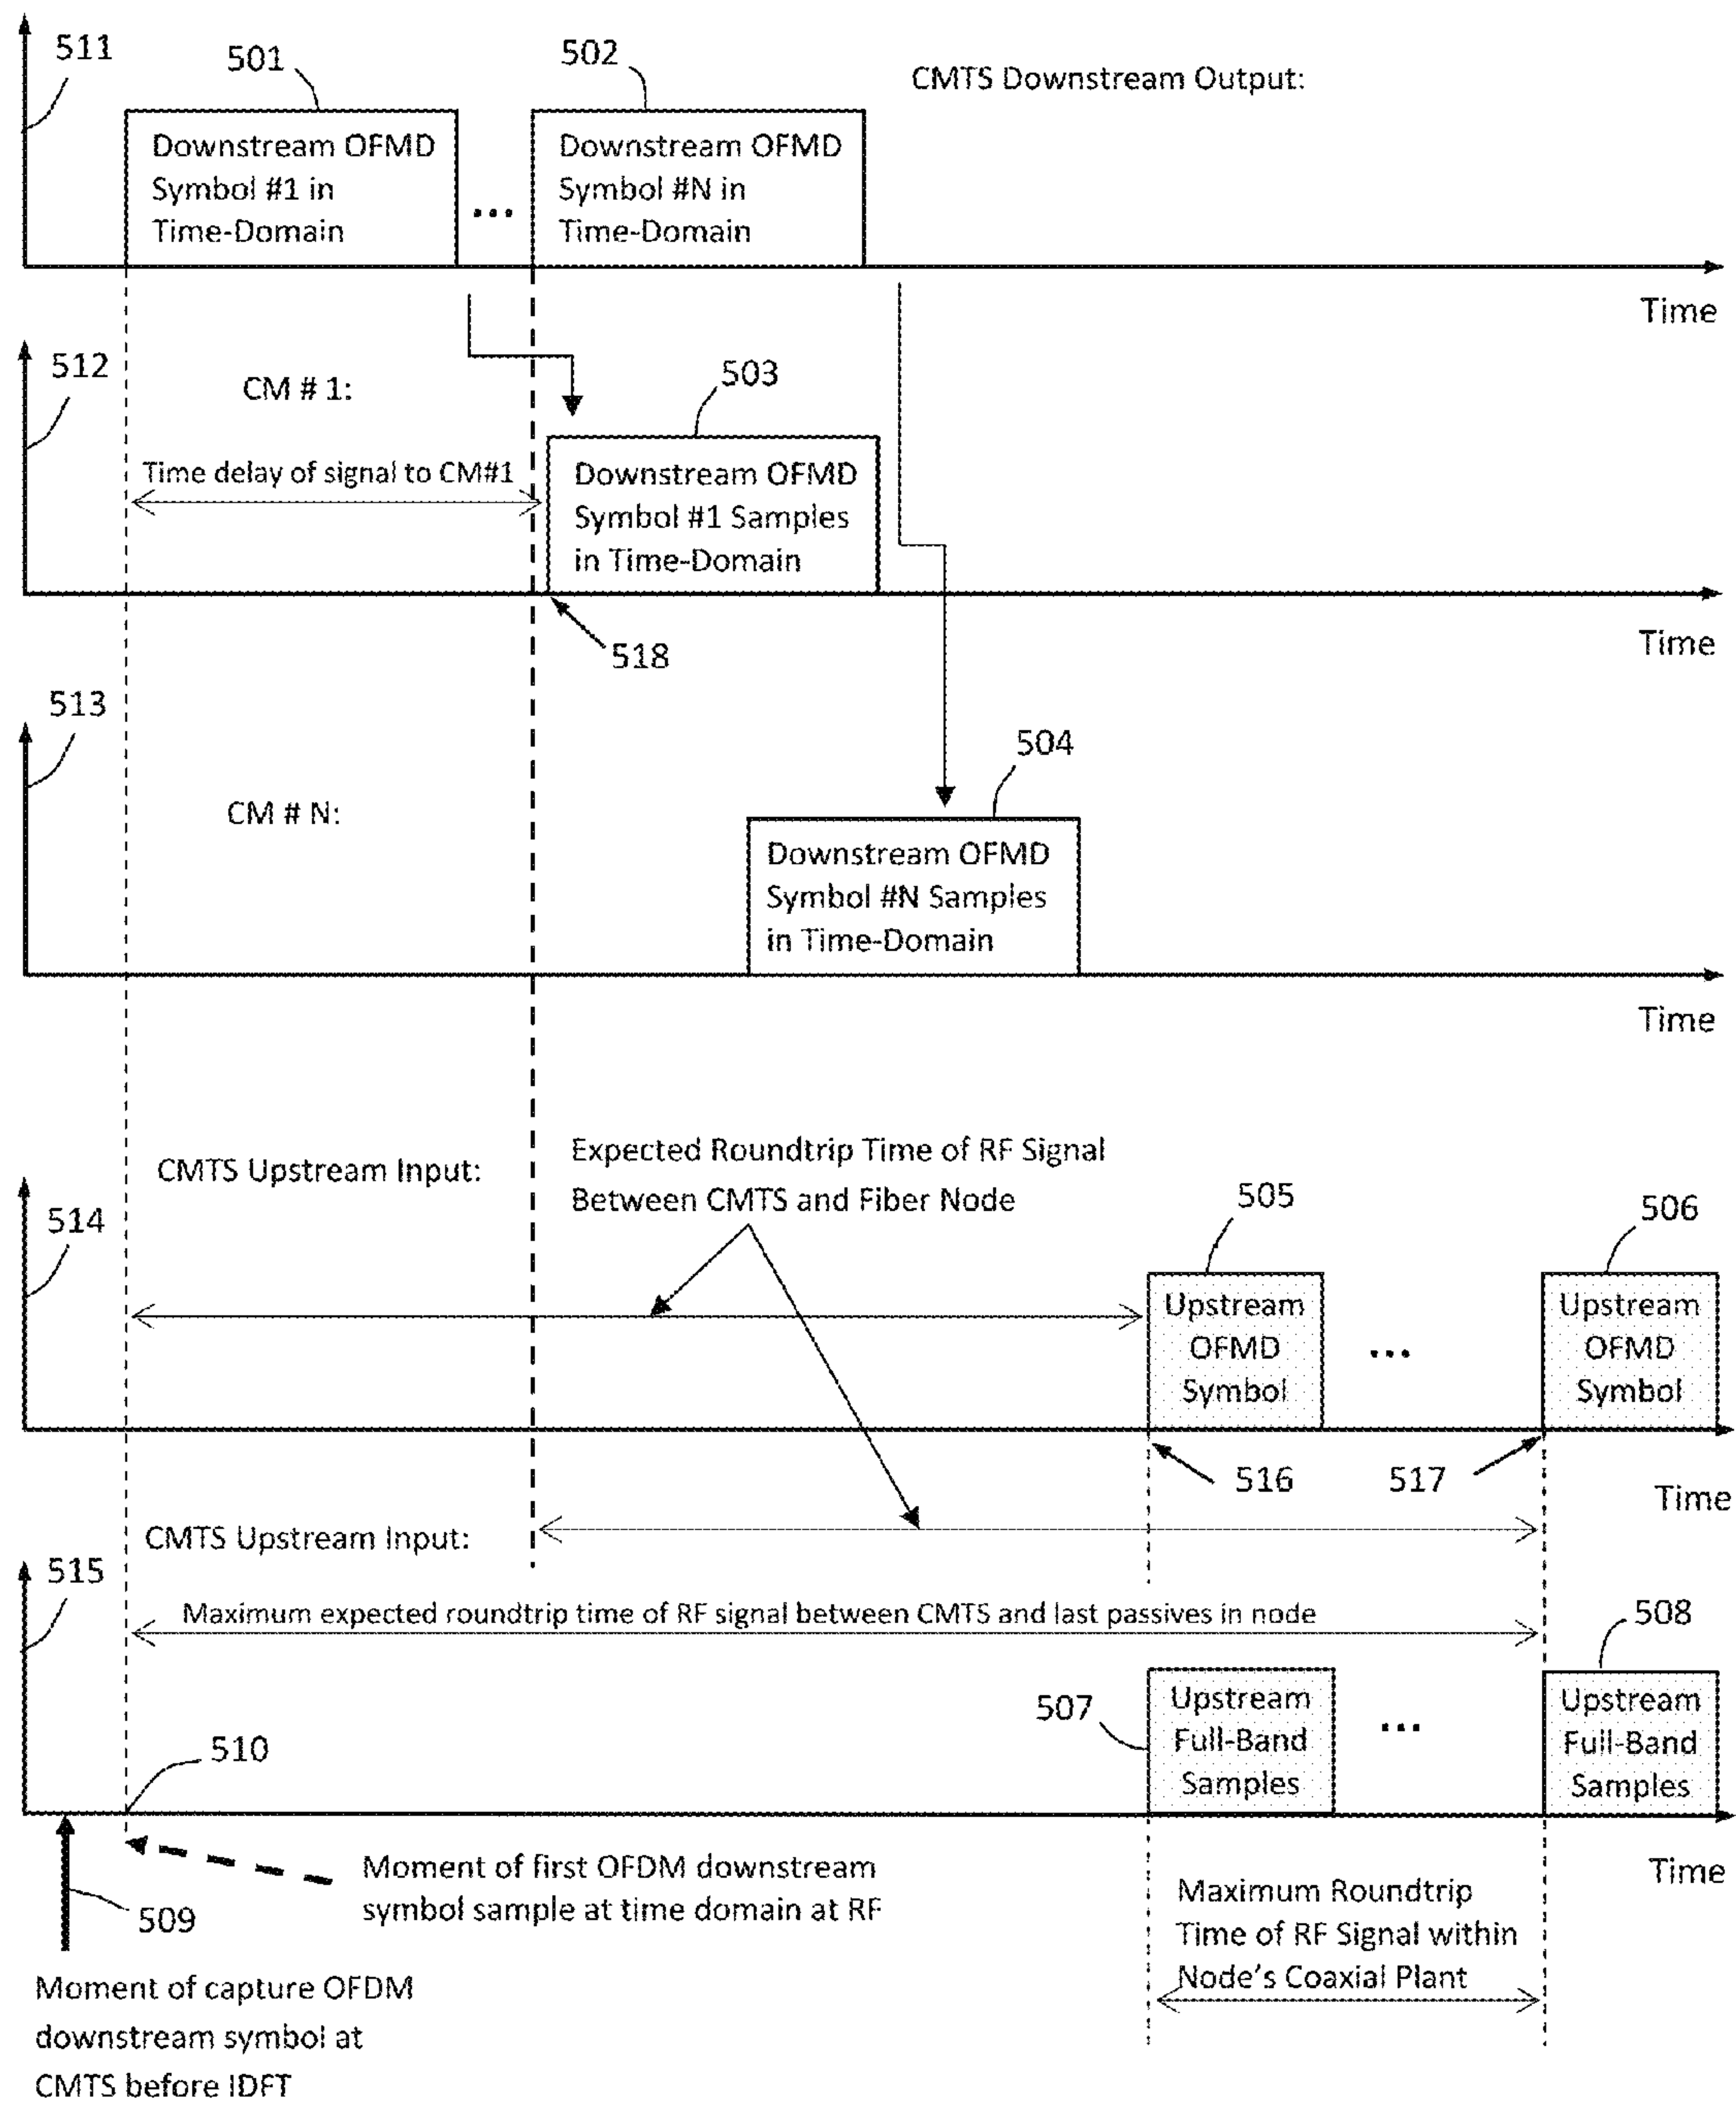 511
501
502
CMTS Downstream Output:
Downstream OFMD
Symbol #1 in
Time-Domain
...
Downstream OFMD
Symbol #N in
Time-Domain
Time
512
CM # 1:
503
Time delay of signal to CM#1
Downstream OFMD
Symbol #1 Samples
in Time-Domain
518
Time
513
CM # N:
504
Downstream OFMD
Symbol #N Samples
in Time-Domain
Time
514
CMTS Upstream Input:
Expected Roundtrip Time of RF Signal
Between CMTS and Fiber Node
505
506
Upstream
OFMD
Symbol
...
Upstream
OFMD
Symbol
516
517
Time
CMTS Upstream Input:
515
Maximum expected roundtrip time of RF signal between CMTS and last passives in node
508
507
Upstream
Full-Band
Samples
...
Upstream
Full-Band
Samples
510
Time
509
Moment of first OFDM downstream
symbol sample at time domain at RF
Maximum Roundtrip
Time of RF Signal within
Node's Coaxial Plant
Moment of capture OFDM
downstream symbol at
CMTS before IDFT